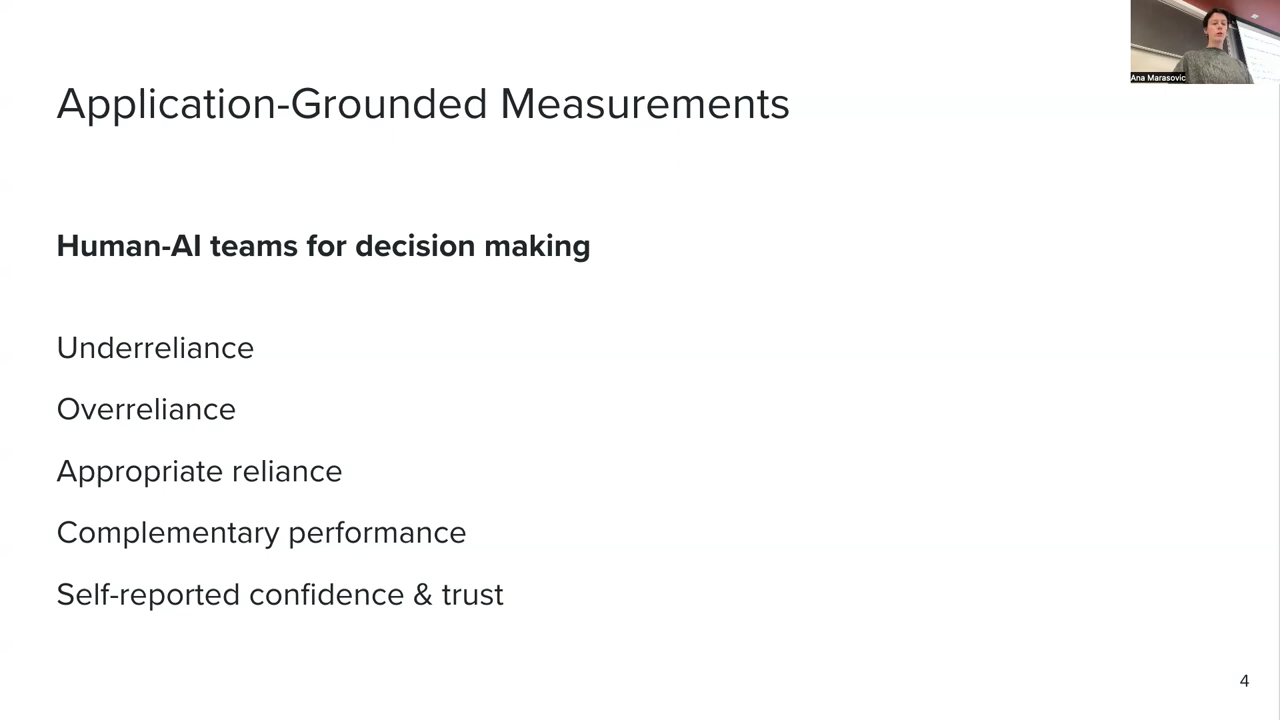 Ana Marasovic
Application-Grounded Measurements
Human-AI teams for decision making
Underreliance
Overreliance
Appropriate reliance
Complementary performance
Self-reported confidence & trust
4